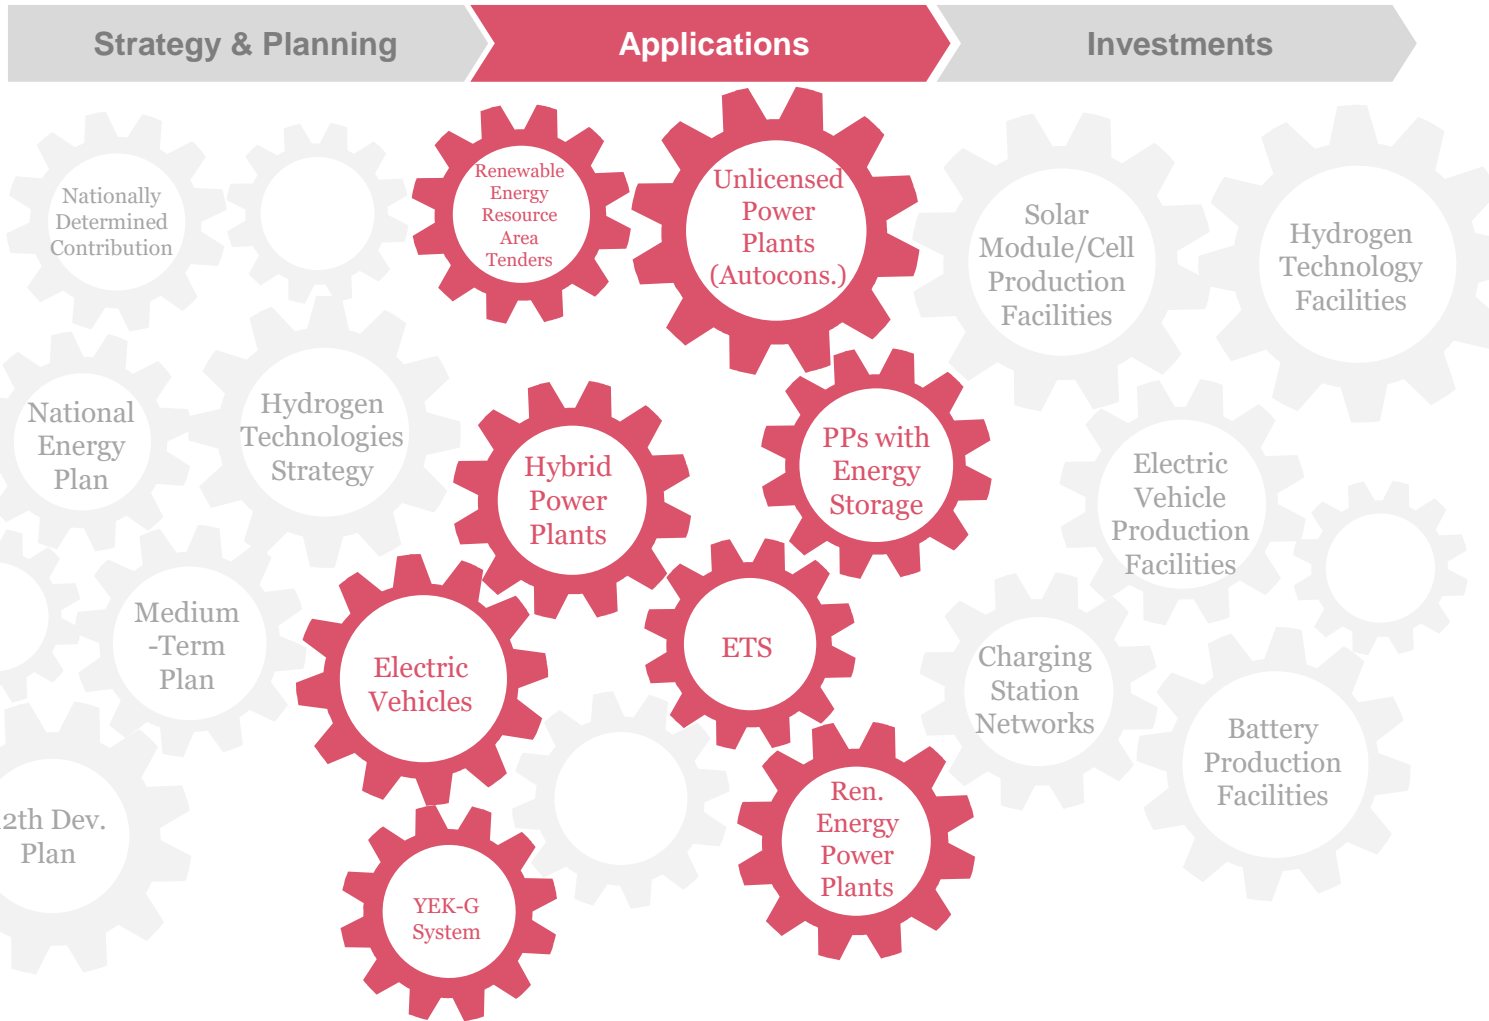 Strategy & Planning
Applications
Investments
Nationally
Determined
Contribution
National
Energy
Plan
Hydrogen
Technologies
Strategy
Medium
-Term
Plan
2th Dev.
Plan
Renewable
Energy
Resource
Area
Tenders
Unlicensed
Power
Plants
(Autocons.)
Hybrid
Power
Plants
PPs with
Energy
Storage
Electric
Vehicles
ETS
YEK-G
System
Ren.
Energy
Power
Plants
Solar
Module/Cell
Production
Facilities
Hydrogen
Technology
Facilities
Electric
Vehicle
Production
Facilities
Charging
Station
Networks
Battery
Production
Facilities